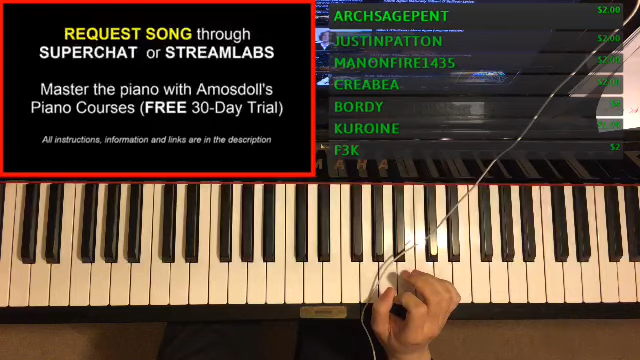 REQUEST SONG through
SUPERCHAT or STREAMLABS
Master the piano with Amosdoll's
Piano Courses (FREE 30-Day Trial)
All instructions, information and links are in the description
ARCHSAGEPENT $2.00
JUSTINPATTON $2.00
MANONFIRE1435 $2.00
CREABEA
BORDY
KUROINE
F3K $2